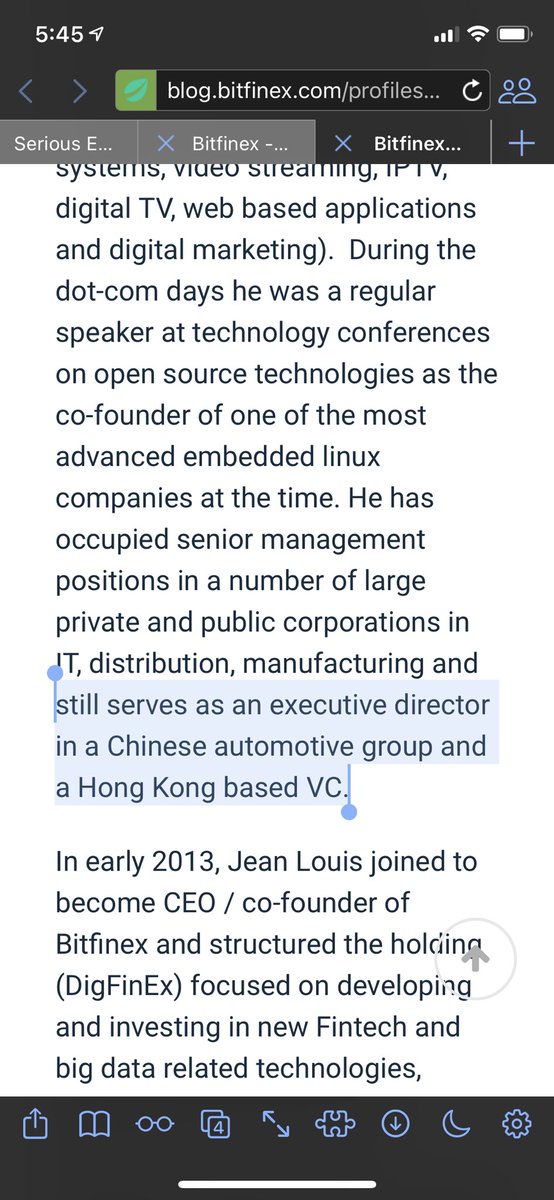 5:45
blog.bitfinex.com/profiles...
Serious E... Bitfinex -... Bitfinex...
systems, video streaming, IPTV,
digital TV, web based applications
and digital marketing).  During the
dot-com days he was a regular
speaker at technology conferences
on open source technologies as the
co-founder of one of the most
advanced embedded linux
companies at the time. He has
occupied senior management
positions in a number of large
private and public corporations in
IT, distribution, manufacturing and
still serves as an executive director
in a Chinese automotive group and
a Hong Kong based VC.
In early 2013, Jean Louis joined to
become CEO / co-founder of
Bitfinex and structured the holding
(DigFinEx) focused on developing
and investing in new Fintech and
big data related technologies,
4